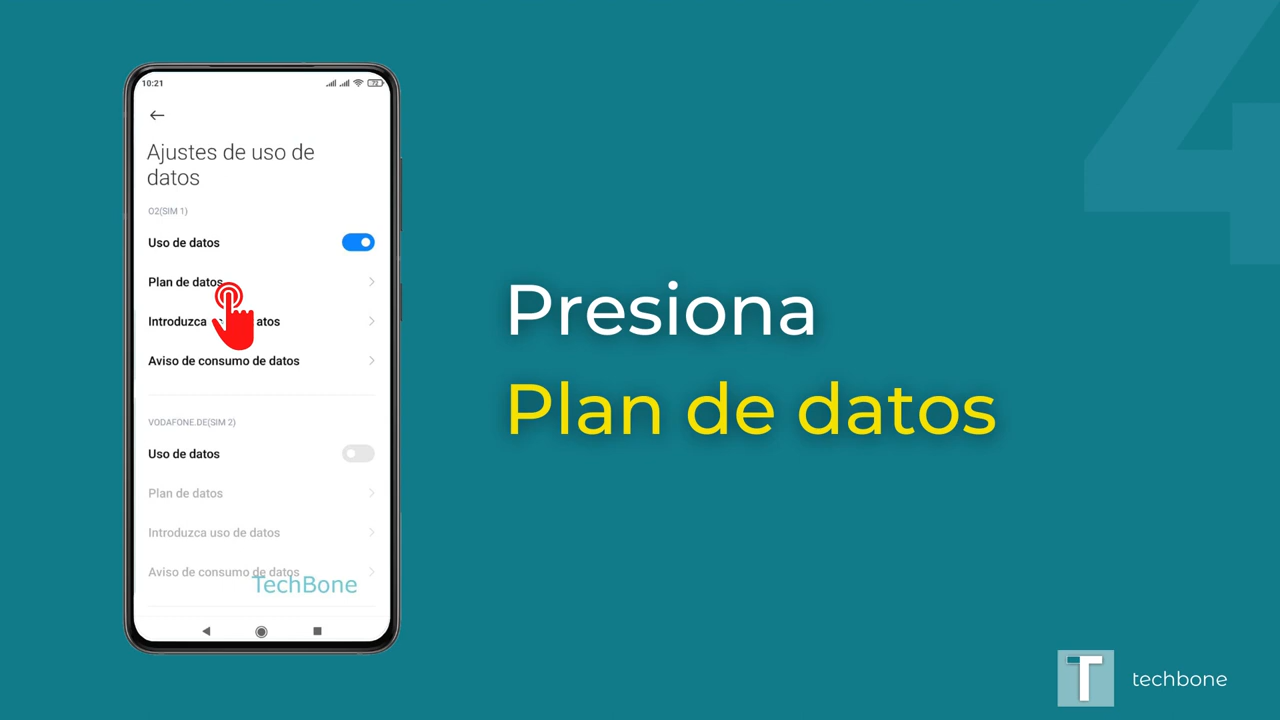 4
10:21
72
Ajustes de uso de
datos
O2(SIM 1)
Uso de datos
Plan de datos
Introduzca atos
Aviso de consumo de datos
VODAFONE.DE(SIM 2)
Uso de datos
Plan de datos
Introduzca uso de datos
Aviso de consumo de datos
TechBone
Presiona
Plan de datos
T techbone